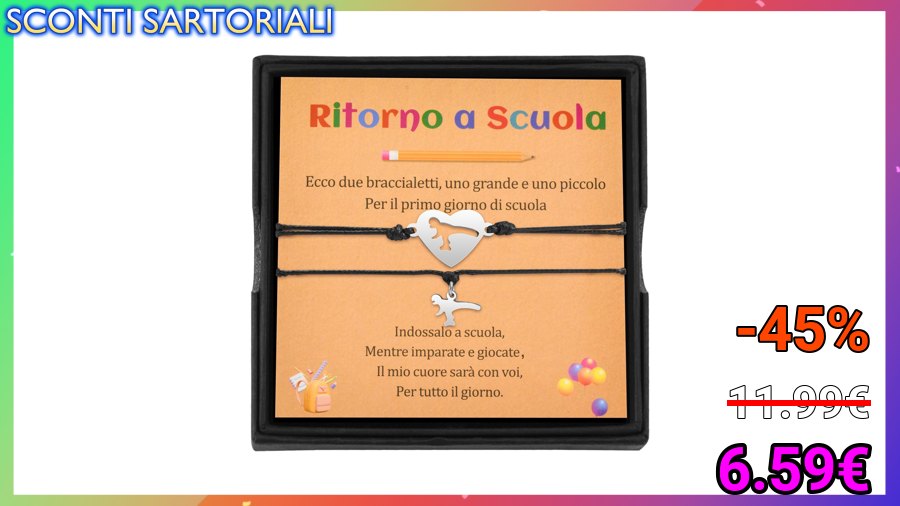 SCONTI SARTORIALI
Ritorno a Scuola
Ecco due braccialetti, uno grande e uno piccolo
Per il primo giorno di scuola
Indossalo a scuola,
Mentre imparate e giocate,
Il mio cuore sarà con voi,
Per tutto il giorno.
-45%
11.99€
6.59€